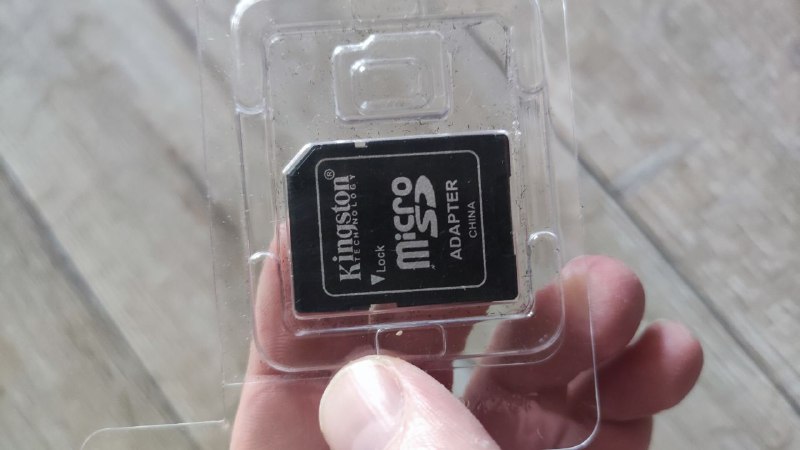 Kingston®
TECHNOLOGY
Lock
micro
SD
ADAPTER
CHINA